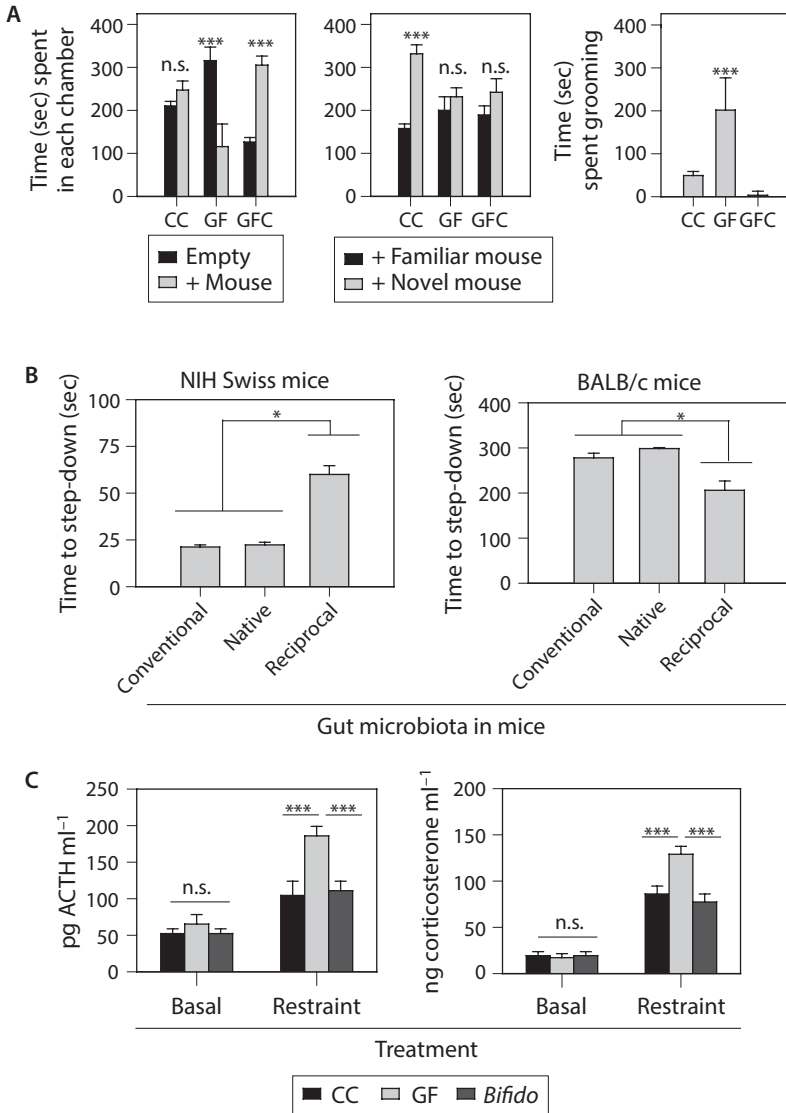 A
Time (sec) spent
in each chamber
400
300
200
100
0
n.s.
***
***
CC GF GFC
Empty
+ Mouse
400
300
200
100
0
***
n.s.
n.s.
CC GF GFC
+ Familiar mouse
+ Novel mouse
Time (sec)
spent grooming
400
300
200
100
0
***
CC GF GFC
B
NIH Swiss mice
Time to step-down (sec)
100
75
50
25
0
*
Conventional
Native
Reciprocal
BALB/c mice
Time to step-down (sec)
400
300
200
300
0
*
Conventional
Native
Reciprocal
Gut microbiota in mice
C
pg ACTH ml⁻¹
250
200
150
100
50
0
n.s.
*** ***
Basal Restraint
ng corticosterone ml⁻¹
200
150
100
50
0
n.s.
*** ***
Basal Restraint
Treatment
CC GF Bifido